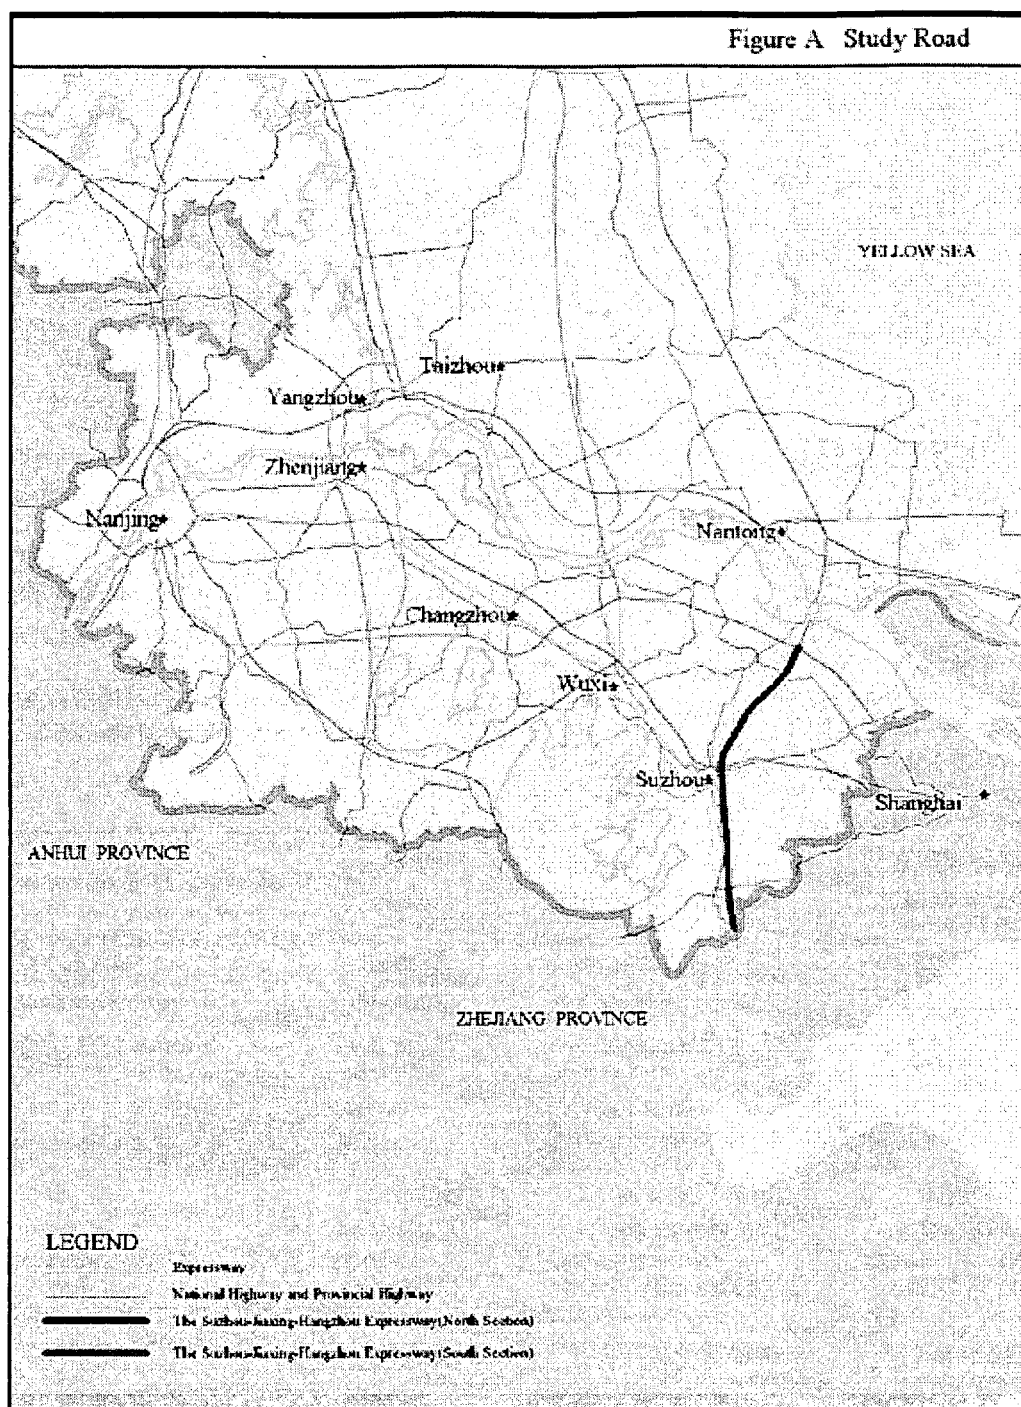 Figure A Study Road
YELLOW SEA
Taizhou
Yangzhou
Zhenjiang
Nanjing
Nantong
Changzhou
Wuxi
Suzhou
Shanghai
ANHUI PROVINCE
ZHEJIANG PROVINCE
LEGEND
Expressway
National Highway and Provincial Highway
The Suzhou-Jiaxing-Hangzhou Expressway(North Section)
The Suzhou-Jiaxing-Hangzhou Expressway(South Section)